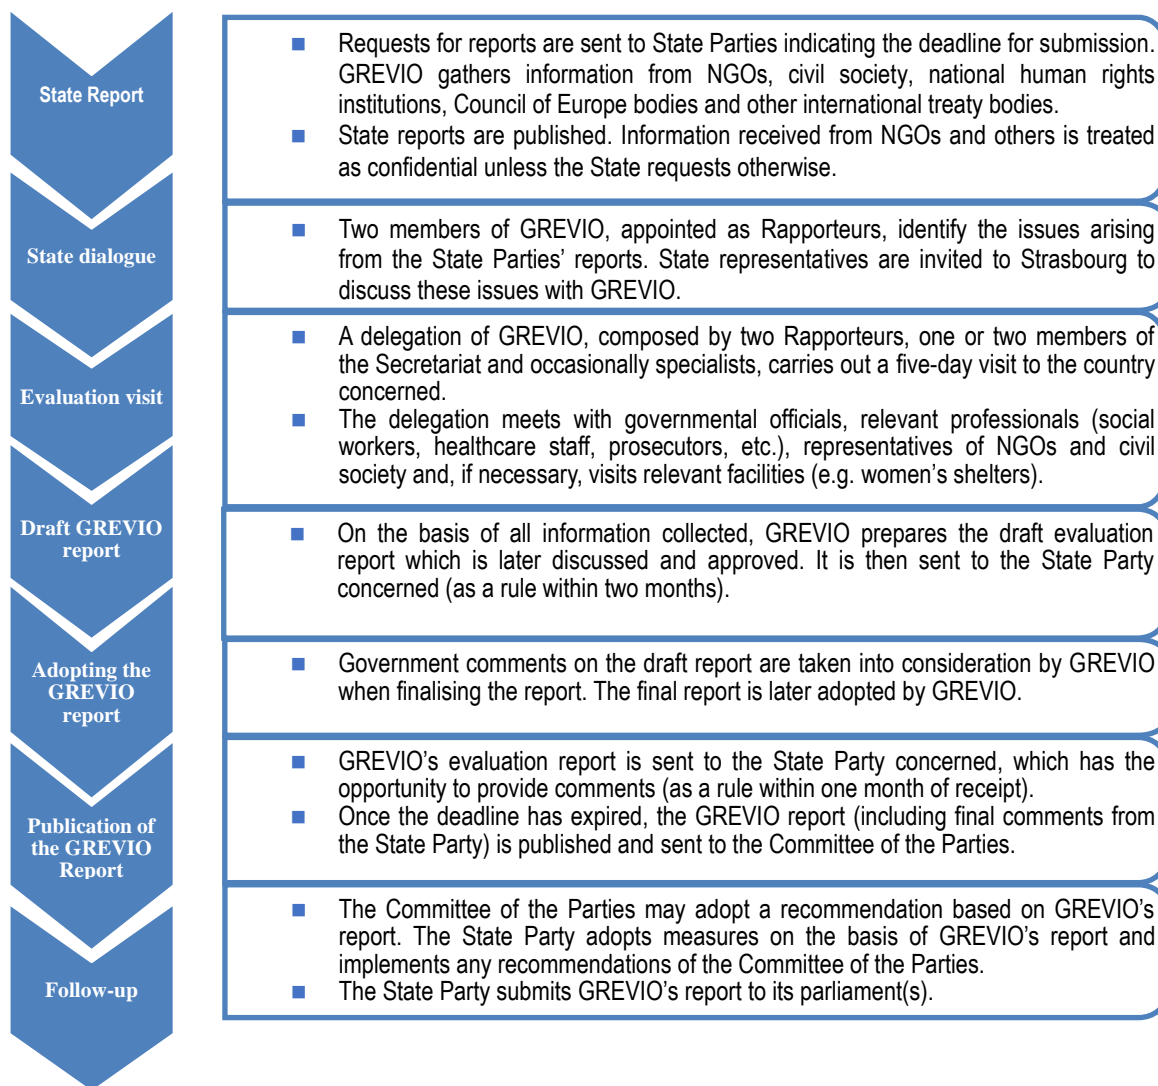 State Report
■ Requests for reports are sent to State Parties indicating the deadline for submission.
GREVIO gathers information from NGOs, civil society, national human rights
institutions, Council of Europe bodies and other international treaty bodies.
■ State reports are published. Information received from NGOs and others is treated
as confidential unless the State requests otherwise.
State dialogue
■ Two members of GREVIO, appointed as Rapporteurs, identify the issues arising
from the State Parties' reports. State representatives are invited to Strasbourg to
discuss these issues with GREVIO.
Evaluation visit
■ A delegation of GREVIO, composed by two Rapporteurs, one or two members of
the Secretariat and occasionally specialists, carries out a five-day visit to the country
concerned.
■ The delegation meets with governmental officials, relevant professionals (social
workers, healthcare staff, prosecutors, etc.), representatives of NGOs and civil
society and, if necessary, visits relevant facilities (e.g. women's shelters).
Draft GREVIO
report
■ On the basis of all information collected, GREVIO prepares the draft evaluation
report which is later discussed and approved. It is then sent to the State Party
concerned (as a rule within two months).
Adopting the
GREVIO
report
■ Government comments on the draft report are taken into consideration by GREVIO
when finalising the report. The final report is later adopted by GREVIO.
Publication of
the GREVIO
Report
■ GREVIO's evaluation report is sent to the State Party concerned, which has the
opportunity to provide comments (as a rule within one month of receipt).
■ Once the deadline has expired, the GREVIO report (including final comments from
the State Party) is published and sent to the Committee of the Parties.
Follow-up
■ The Committee of the Parties may adopt a recommendation based on GREVIO's
report. The State Party adopts measures on the basis of GREVIO's report and
implements any recommendations of the Committee of the Parties.
■ The State Party submits GREVIO's report to its parliament(s).